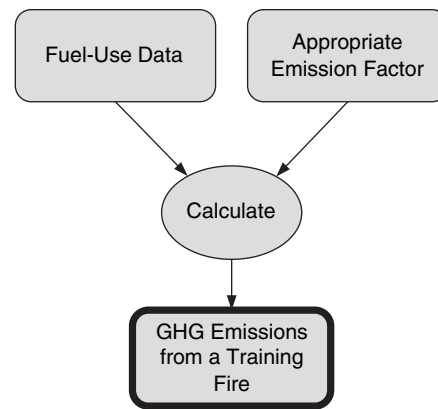 Fuel-Use Data
Appropriate
Emission Factor
Calculate
GHG Emissions
from a Training
Fire